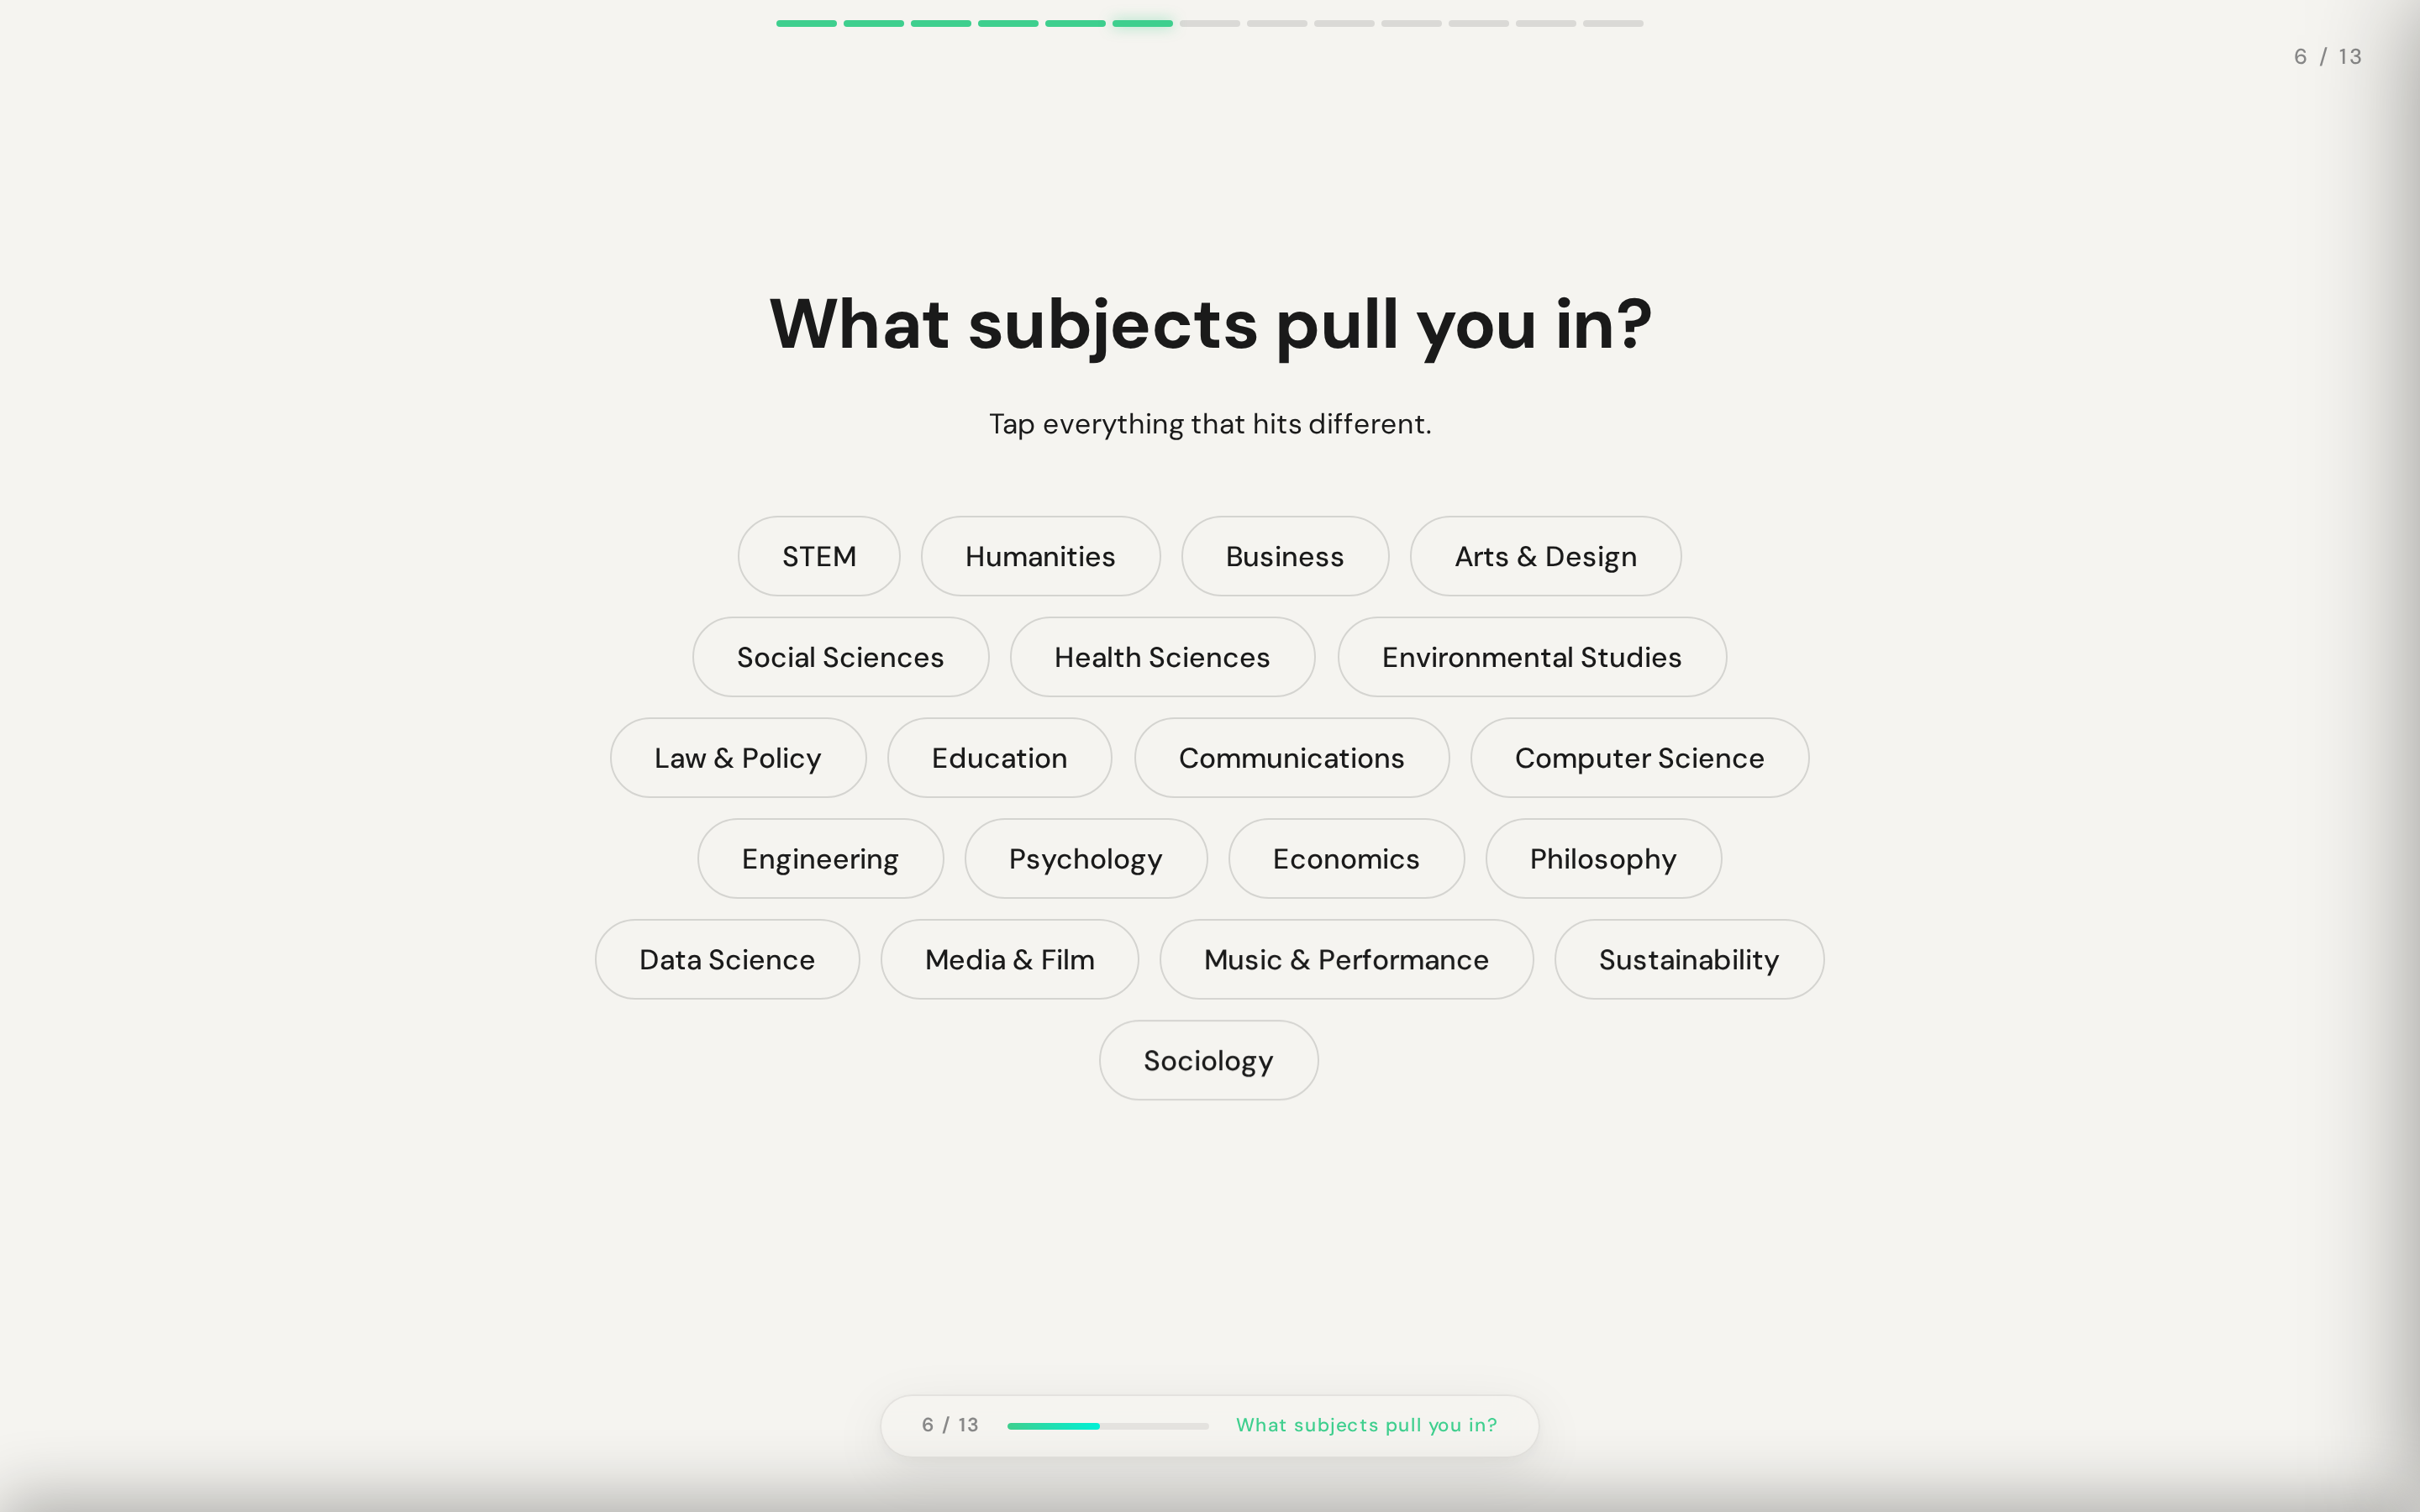 6 / 13
What subjects pull you in?
Tap everything that hits different.
STEM Humanities Business Arts & Design
Social Sciences Health Sciences Environmental Studies
Law & Policy Education Communications Computer Science
Engineering Psychology Economics Philosophy
Data Science Media & Film Music & Performance Sustainability
Sociology
6 / 13 What subjects pull you in?